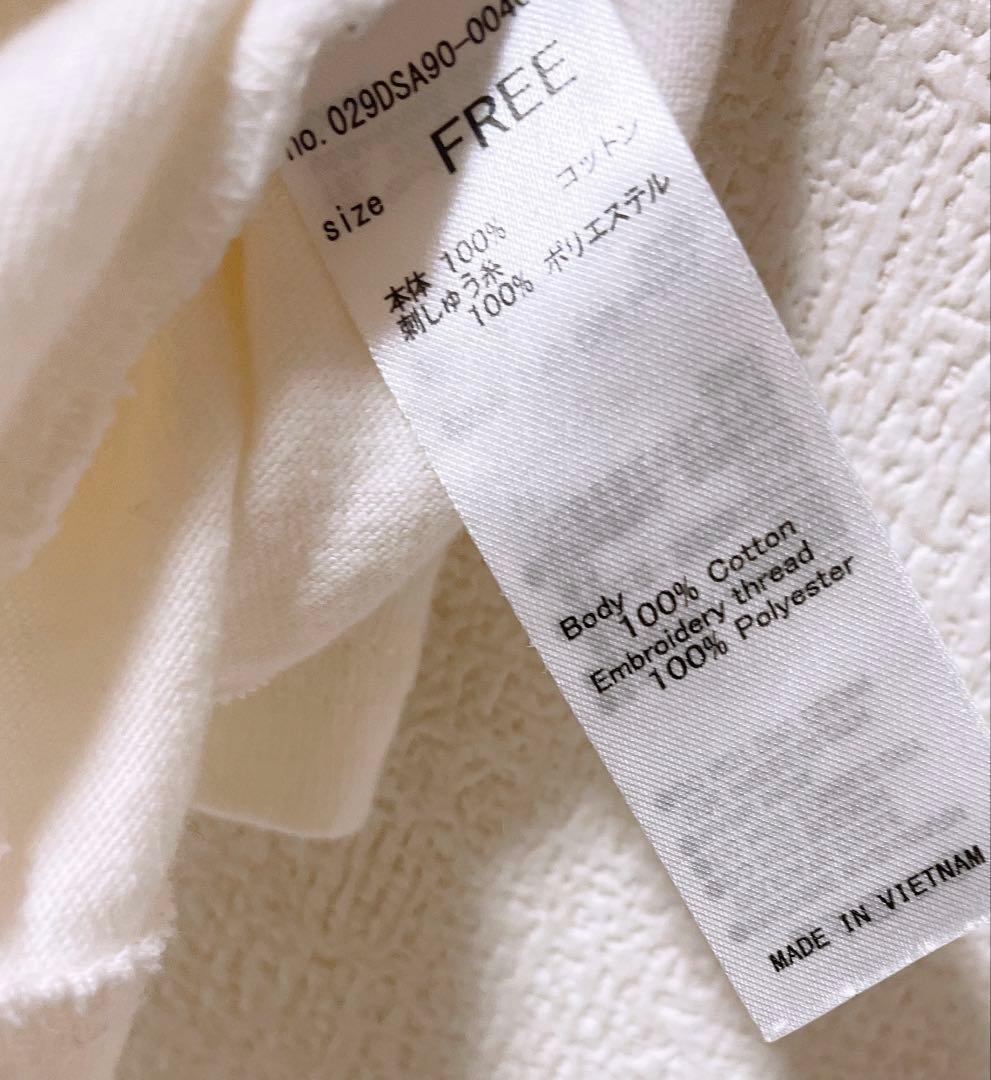 no. 029DSA90-004
size FREE
本体 100% コットン
刺しゅう糸
100% ポリエステル
Body
100% Cotton
Embroidery thread
100% Polyester
MADE IN VIETNAM